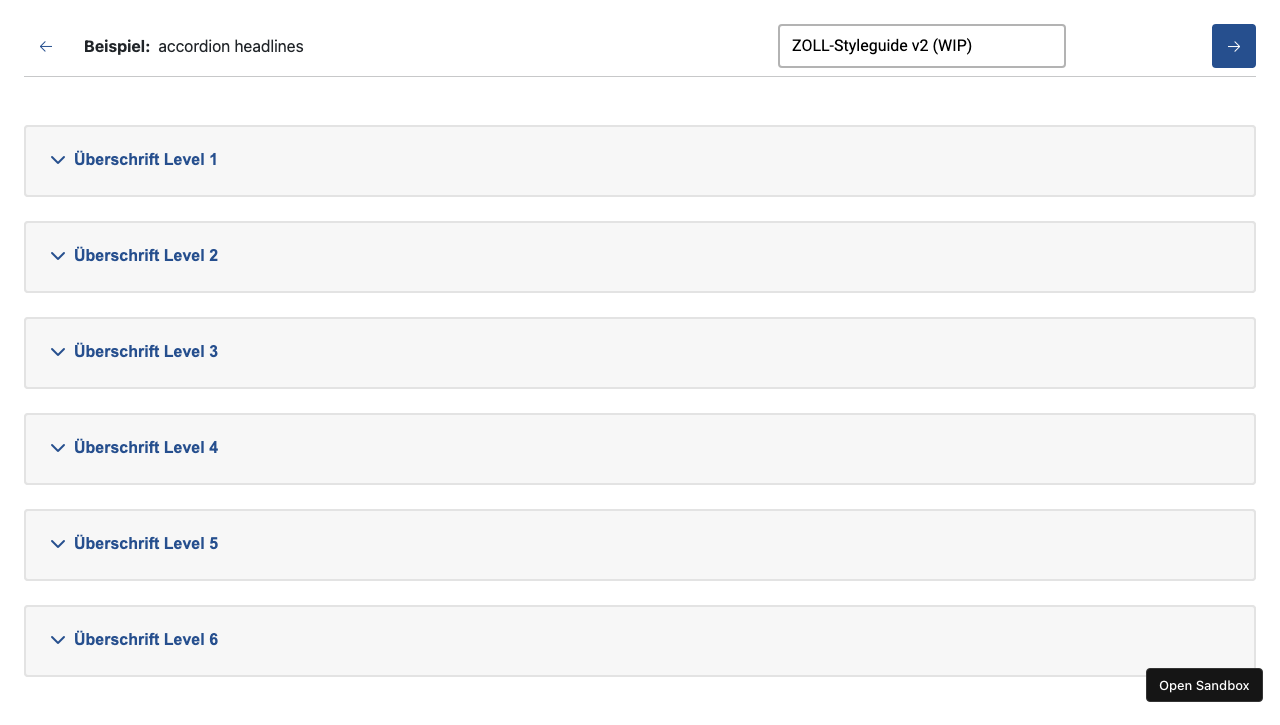 Beispiel: accordion headlines
ZOLL-Styleguide v2 (WIP)
Überschrift Level 1
Überschrift Level 2
Überschrift Level 3
Überschrift Level 4
Überschrift Level 5
Überschrift Level 6
Open Sandbox